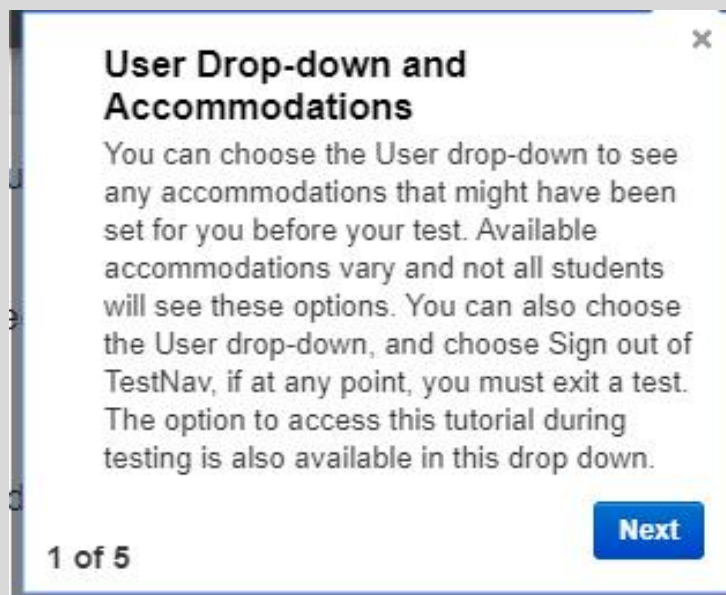 User Drop-down and
Accommodations
You can choose the User drop-down to see
any accommodations that might have been
set for you before your test. Available
accommodations vary and not all students
will see these options. You can also choose
the User drop-down, and choose Sign out of
TestNav, if at any point, you must exit a test.
The option to access this tutorial during
testing is also available in this drop down.
Next
1 of 5